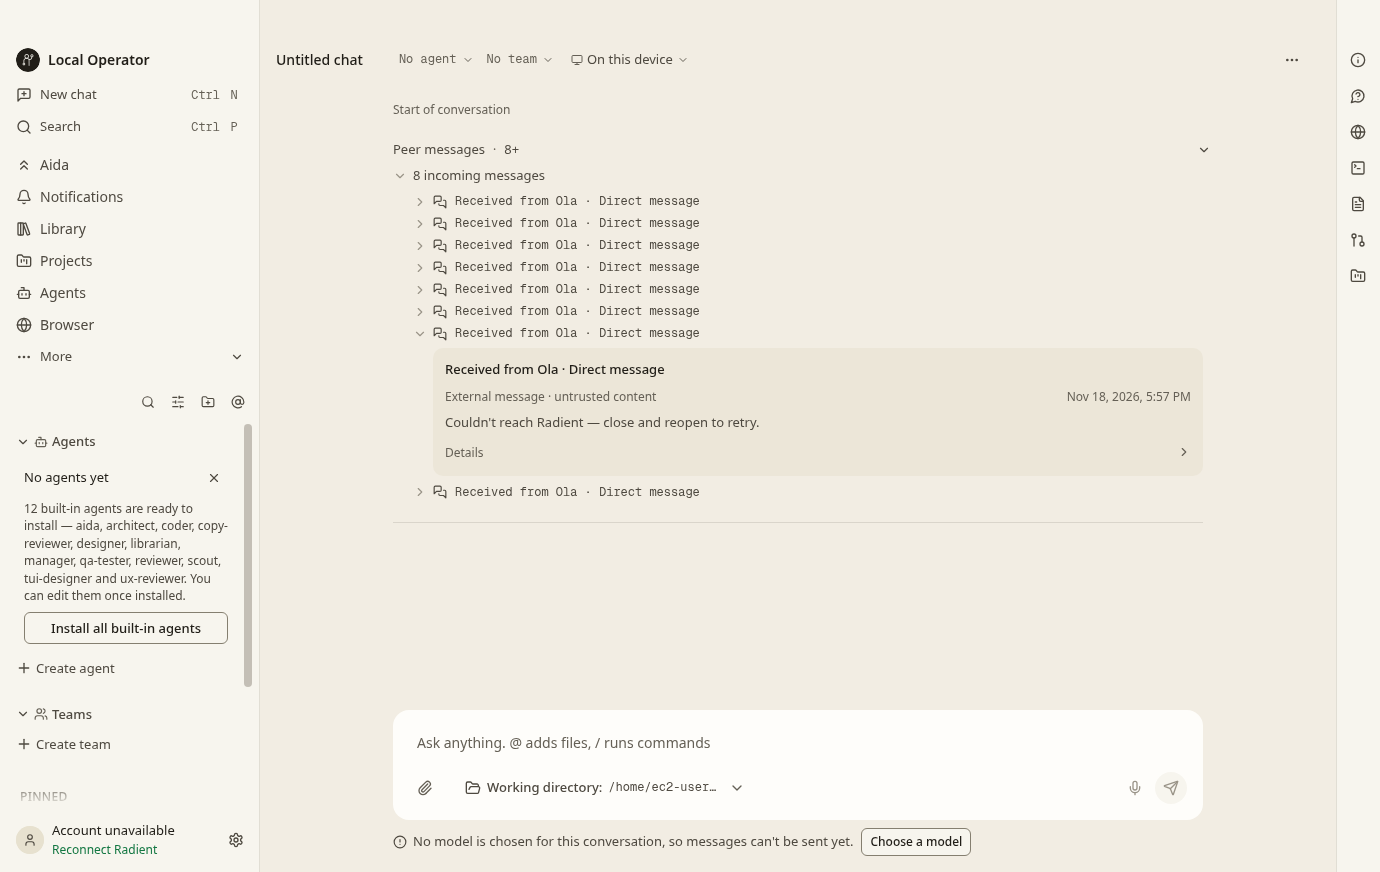 Local Operator
New chat Ctrl N
Search Ctrl P
Aida
Notifications
Library
Projects
Agents
Browser
More
Agents
No agents yet
12 built-in agents are ready to
install — aida, architect, coder, copy-
reviewer, designer, librarian,
manager, qa-tester, reviewer, scout,
tui-designer and ux-reviewer. You
can edit them once installed.
Install all built-in agents
Create agent
Teams
Create team
PINNED
Account unavailable
Reconnect Radient
Untitled chat No agent No team On this device
Start of conversation
Peer messages · 8+
8 incoming messages
Received from Ola · Direct message
Received from Ola · Direct message
Received from Ola · Direct message
Received from Ola · Direct message
Received from Ola · Direct message
Received from Ola · Direct message
Received from Ola · Direct message
Received from Ola · Direct message
External message · untrusted content Nov 18, 2026, 5:57 PM
Couldn't reach Radient — close and reopen to retry.
Details
Received from Ola · Direct message
Ask anything. @ adds files, / runs commands
Working directory: /home/ec2-user…
No model is chosen for this conversation, so messages can't be sent yet. Choose a model